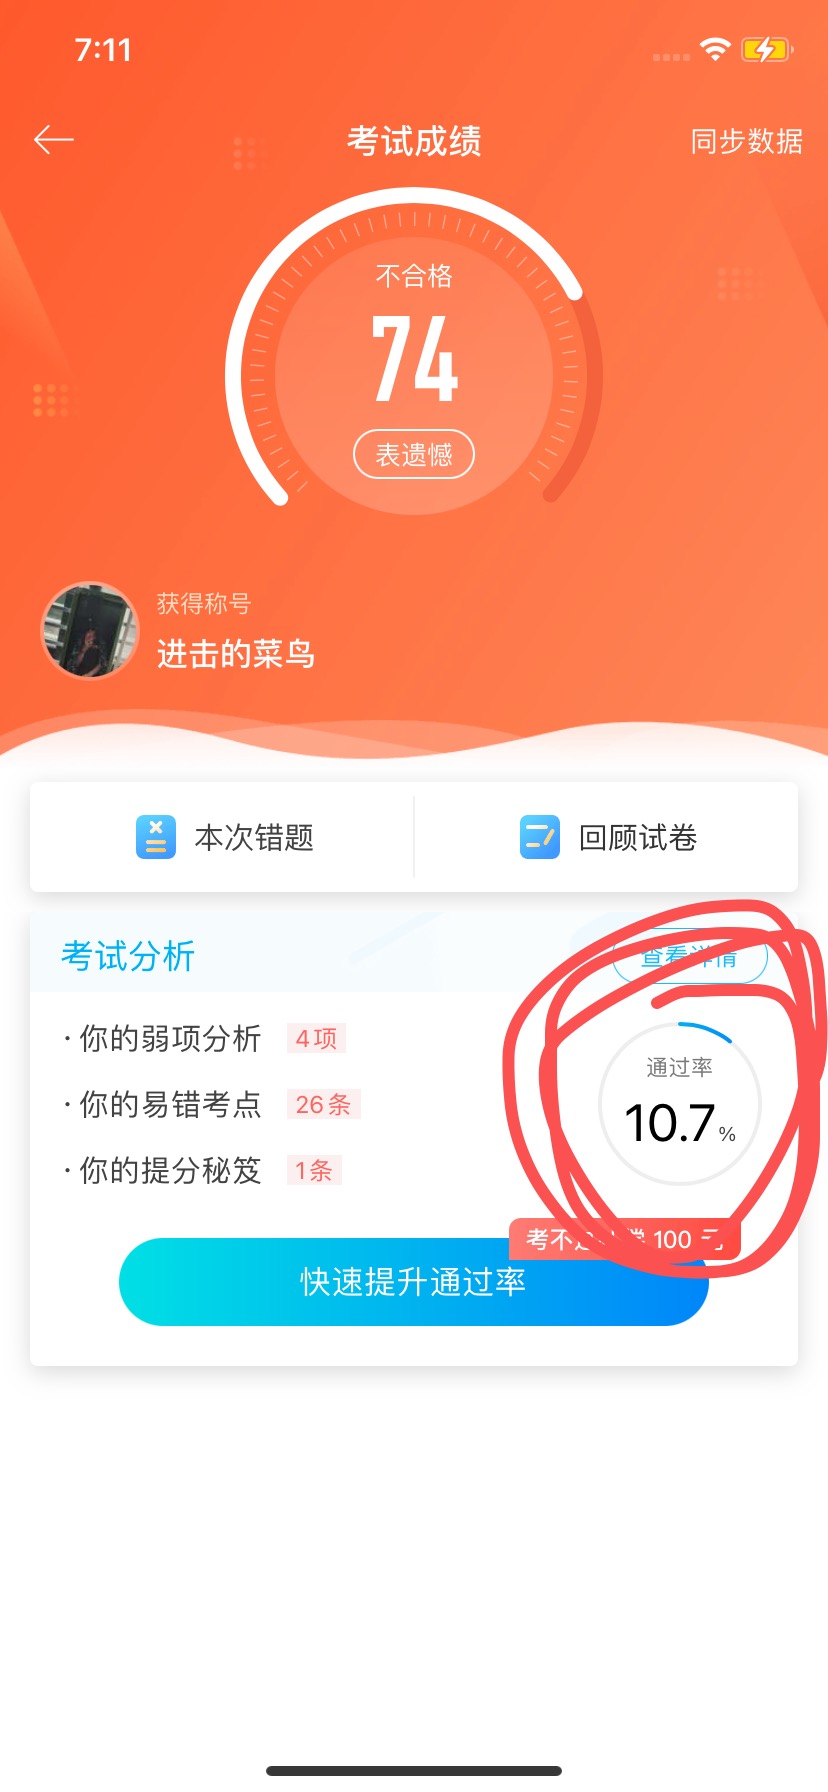 7:11
考试成绩
同步数据
不合格
74
表遗憾
获得称号
进击的菜鸟
本次错题
回顾试卷
考试分析
查看详情
· 你的弱项分析 4项
· 你的易错考点 26条
· 你的提分秘笈 1条
通过率
10.7%
考不过 100 元
快速提升通过率